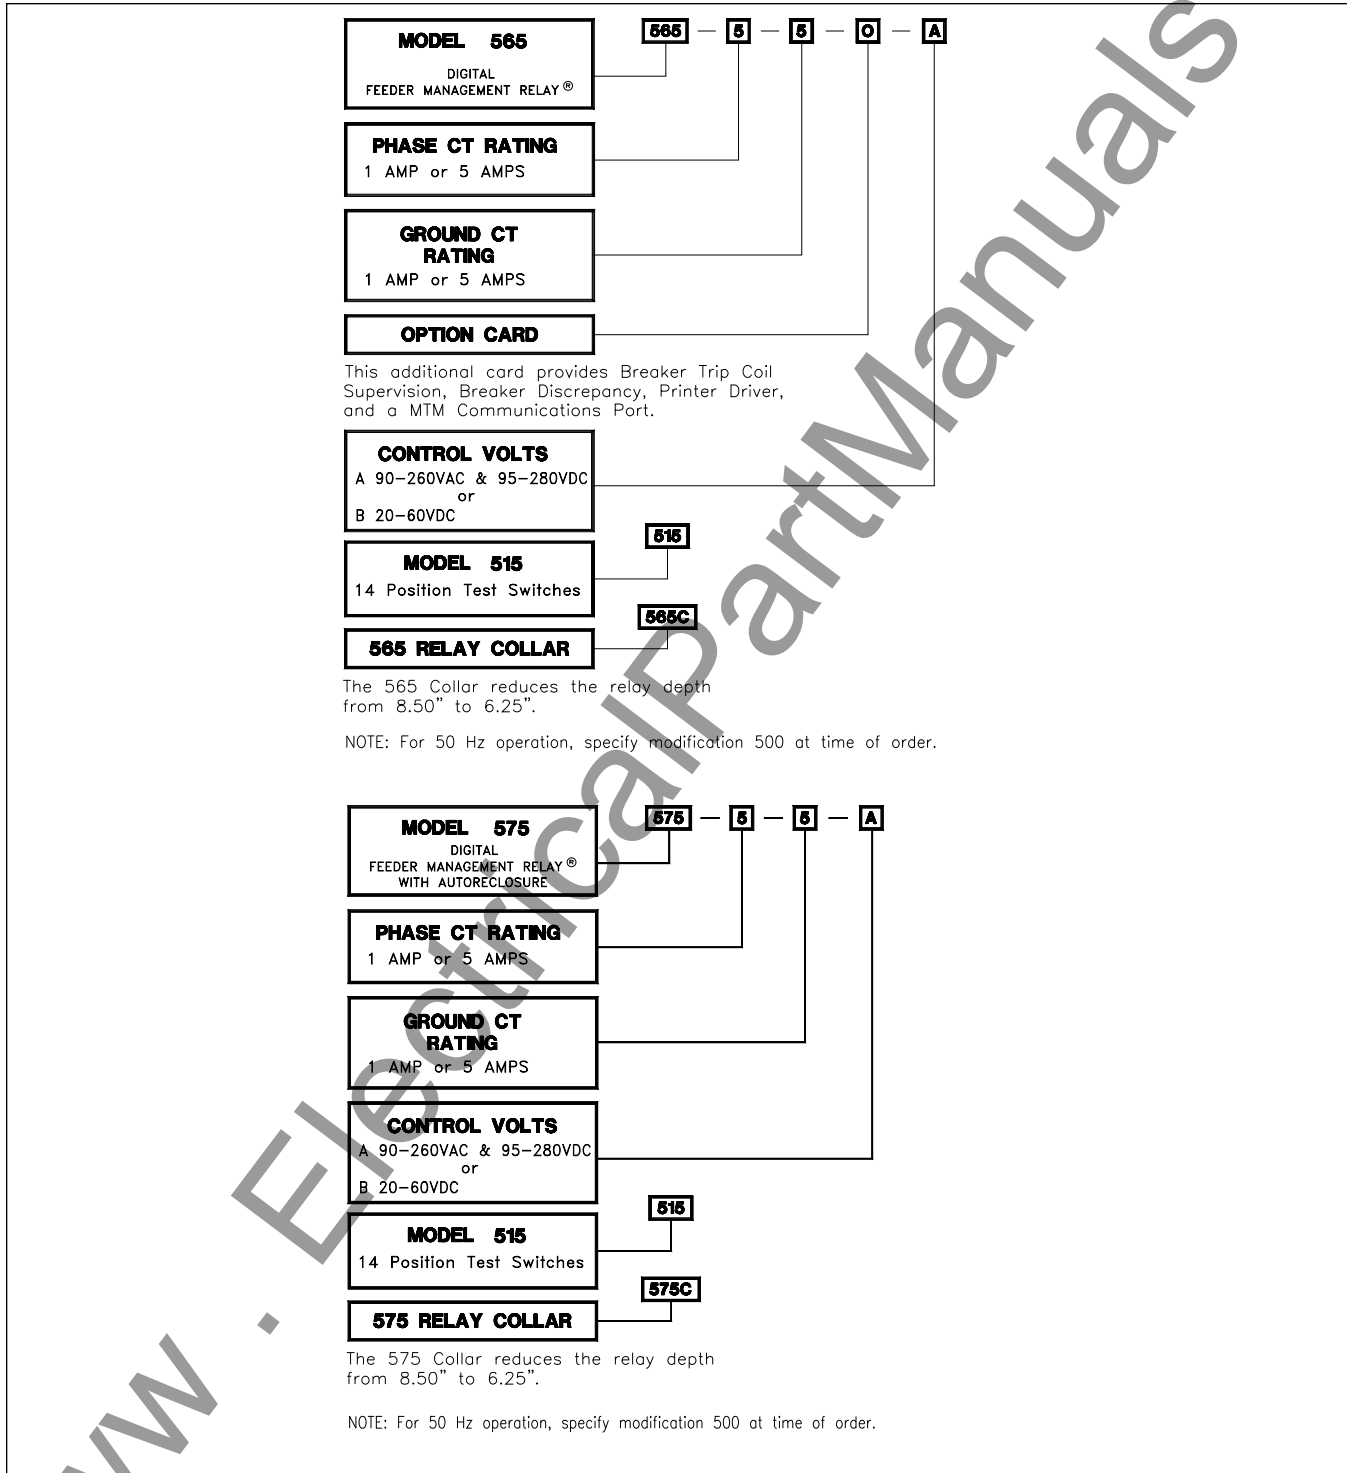 MODEL 565
DIGITAL
FEEDER MANAGEMENT RELAY ®
565 — 5 — 5 — O — A
PHASE CT RATING
1 AMP or 5 AMPS
GROUND CT
RATING
1 AMP or 5 AMPS
OPTION CARD
This additional card provides Breaker Trip Coil
Supervision, Breaker Discrepancy, Printer Driver,
and a MTM Communications Port.
CONTROL VOLTS
A 90–260VAC & 95–280VDC
or
B 20–60VDC
515
MODEL 515
14 Position Test Switches
565C
565 RELAY COLLAR
The 565 Collar reduces the relay depth
from 8.50” to 6.25”.
NOTE: For 50 Hz operation, specify modification 500 at time of order.
MODEL 575
DIGITAL
FEEDER MANAGEMENT RELAY ®
WITH AUTORECLOSURE
575 — 5 — 5 — A
PHASE CT RATING
1 AMP or 5 AMPS
GROUND CT
RATING
1 AMP or 5 AMPS
CONTROL VOLTS
A 90–260VAC & 95–280VDC
or
B 20–60VDC
515
MODEL 515
14 Position Test Switches
575C
575 RELAY COLLAR
The 575 Collar reduces the relay depth
from 8.50” to 6.25”.
NOTE: For 50 Hz operation, specify modification 500 at time of order.
ww . ElectricalPartManuals